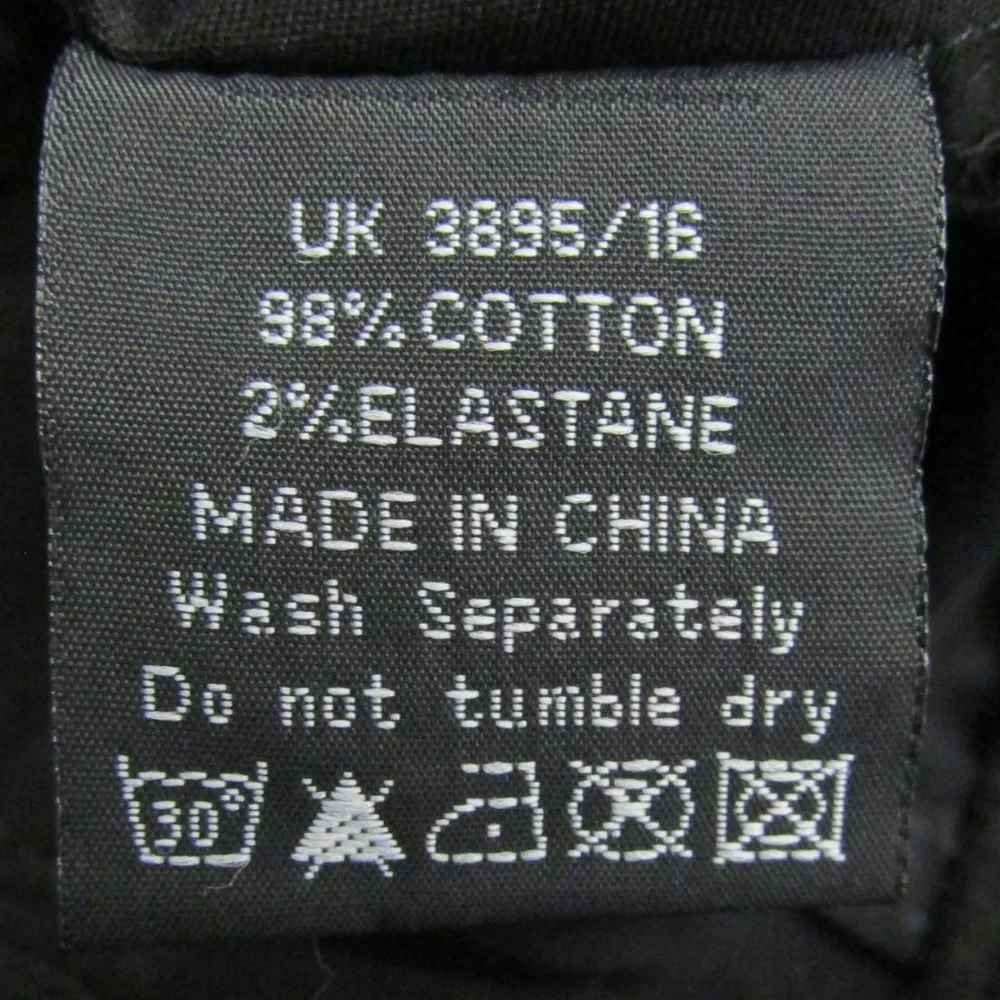 UK 3895/16
98%COTTON
2%ELASTANE
MADE IN CHINA
Wash Separately
Do not tumble dry
30°